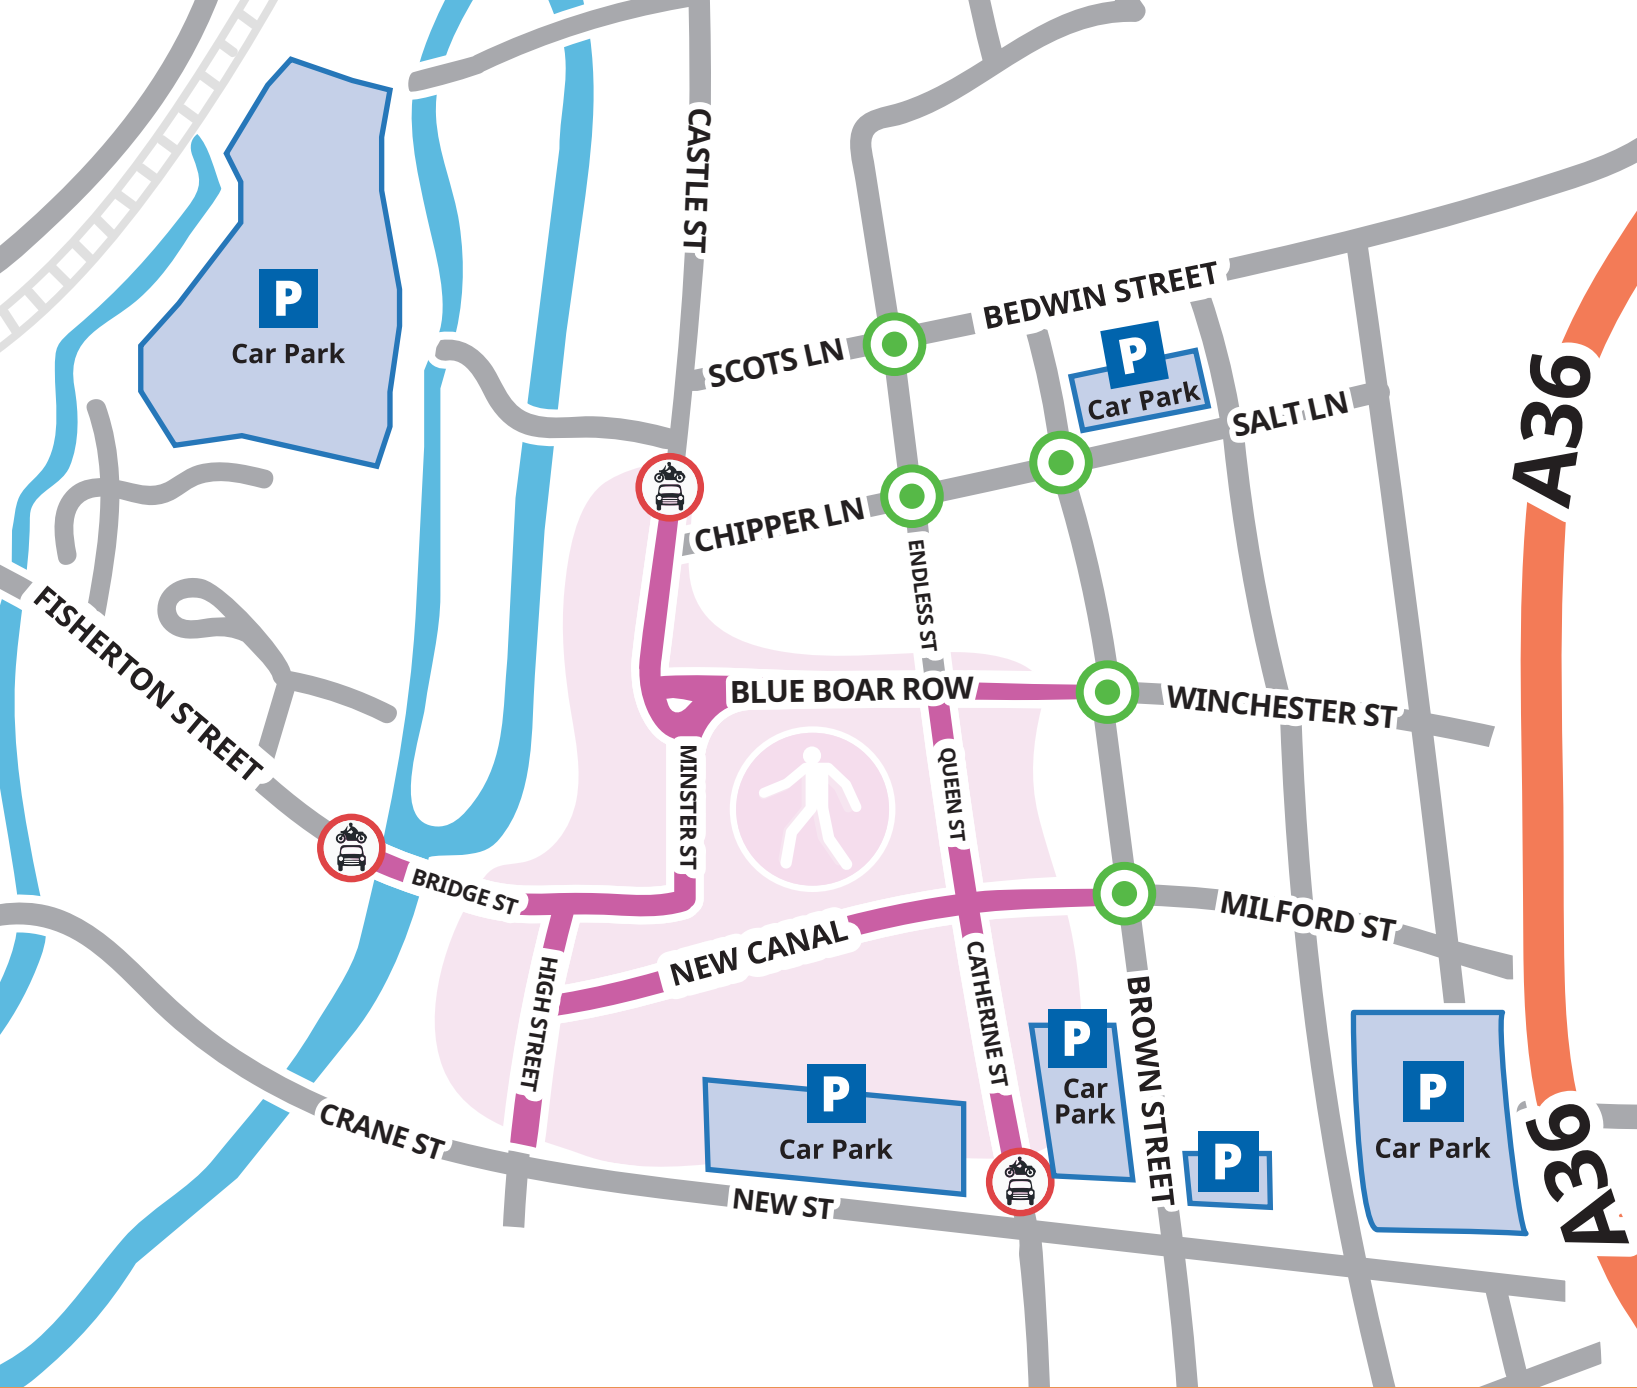 CASTLE ST
P
Car Park
BEDWIN STREET
SCOTS LN
P
Car Park
SALT LN
A36
CHIPPER LN
ENDLESS ST
FISHERTON STREET
BLUE BOAR ROW
WINCHESTER ST
MINSTER ST
QUEEN ST
BRIDGE ST
MILFORD ST
NEW CANAL
HIGH STREET
CATHERINE ST
BROWN STREET
P
Car
Park
P
Car Park
P
Car Park
A36
CRANE ST
P
NEW ST